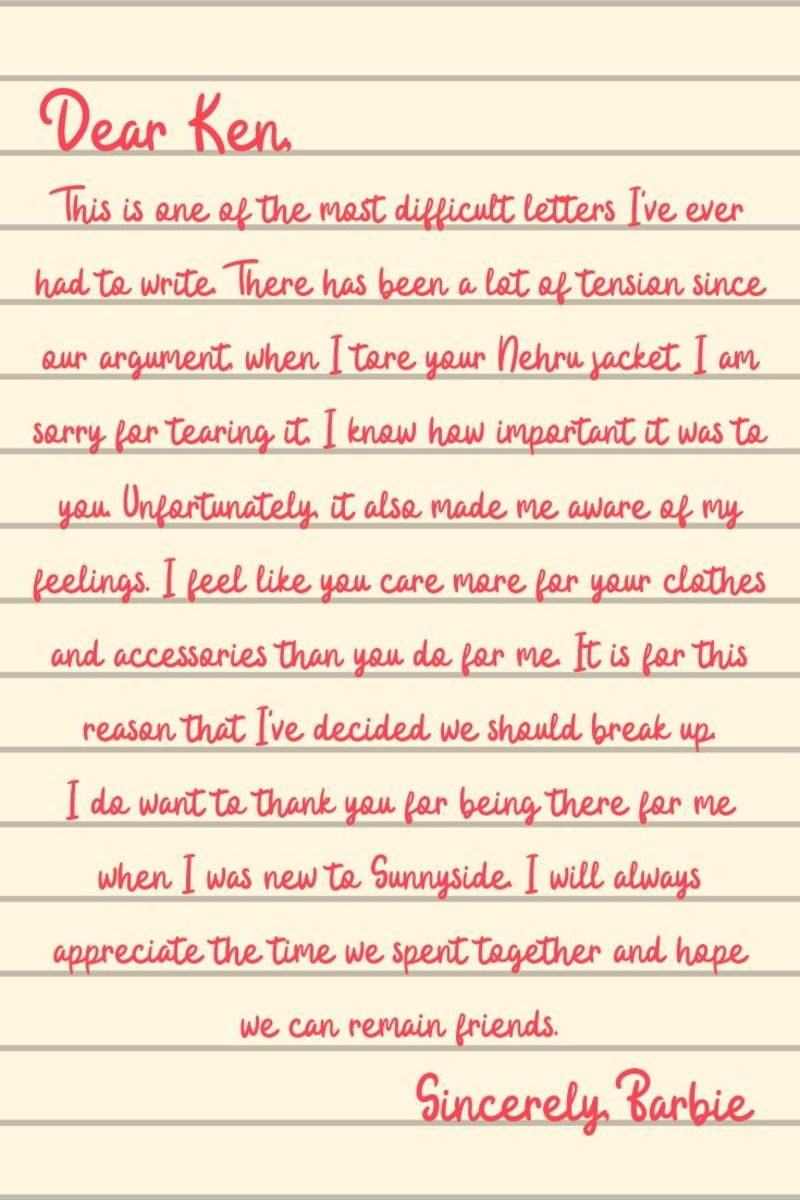 Dear Ken,
This is one of the most difficult letters I've ever
had to write. There has been a lot of tension since
our argument, when I tore your Nehru jacket. I am
sorry for tearing it. I know how important it was to
you. Unfortunately, it also made me aware of my
feelings. I feel like you care more for your clothes
and accessories than you do for me. It is for this
reason that I've decided we should break up.
I do want to thank you for being there for me
when I was new to Sunnyside. I will always
appreciate the time we spent together and hope
we can remain friends.
Sincerely, Barbie